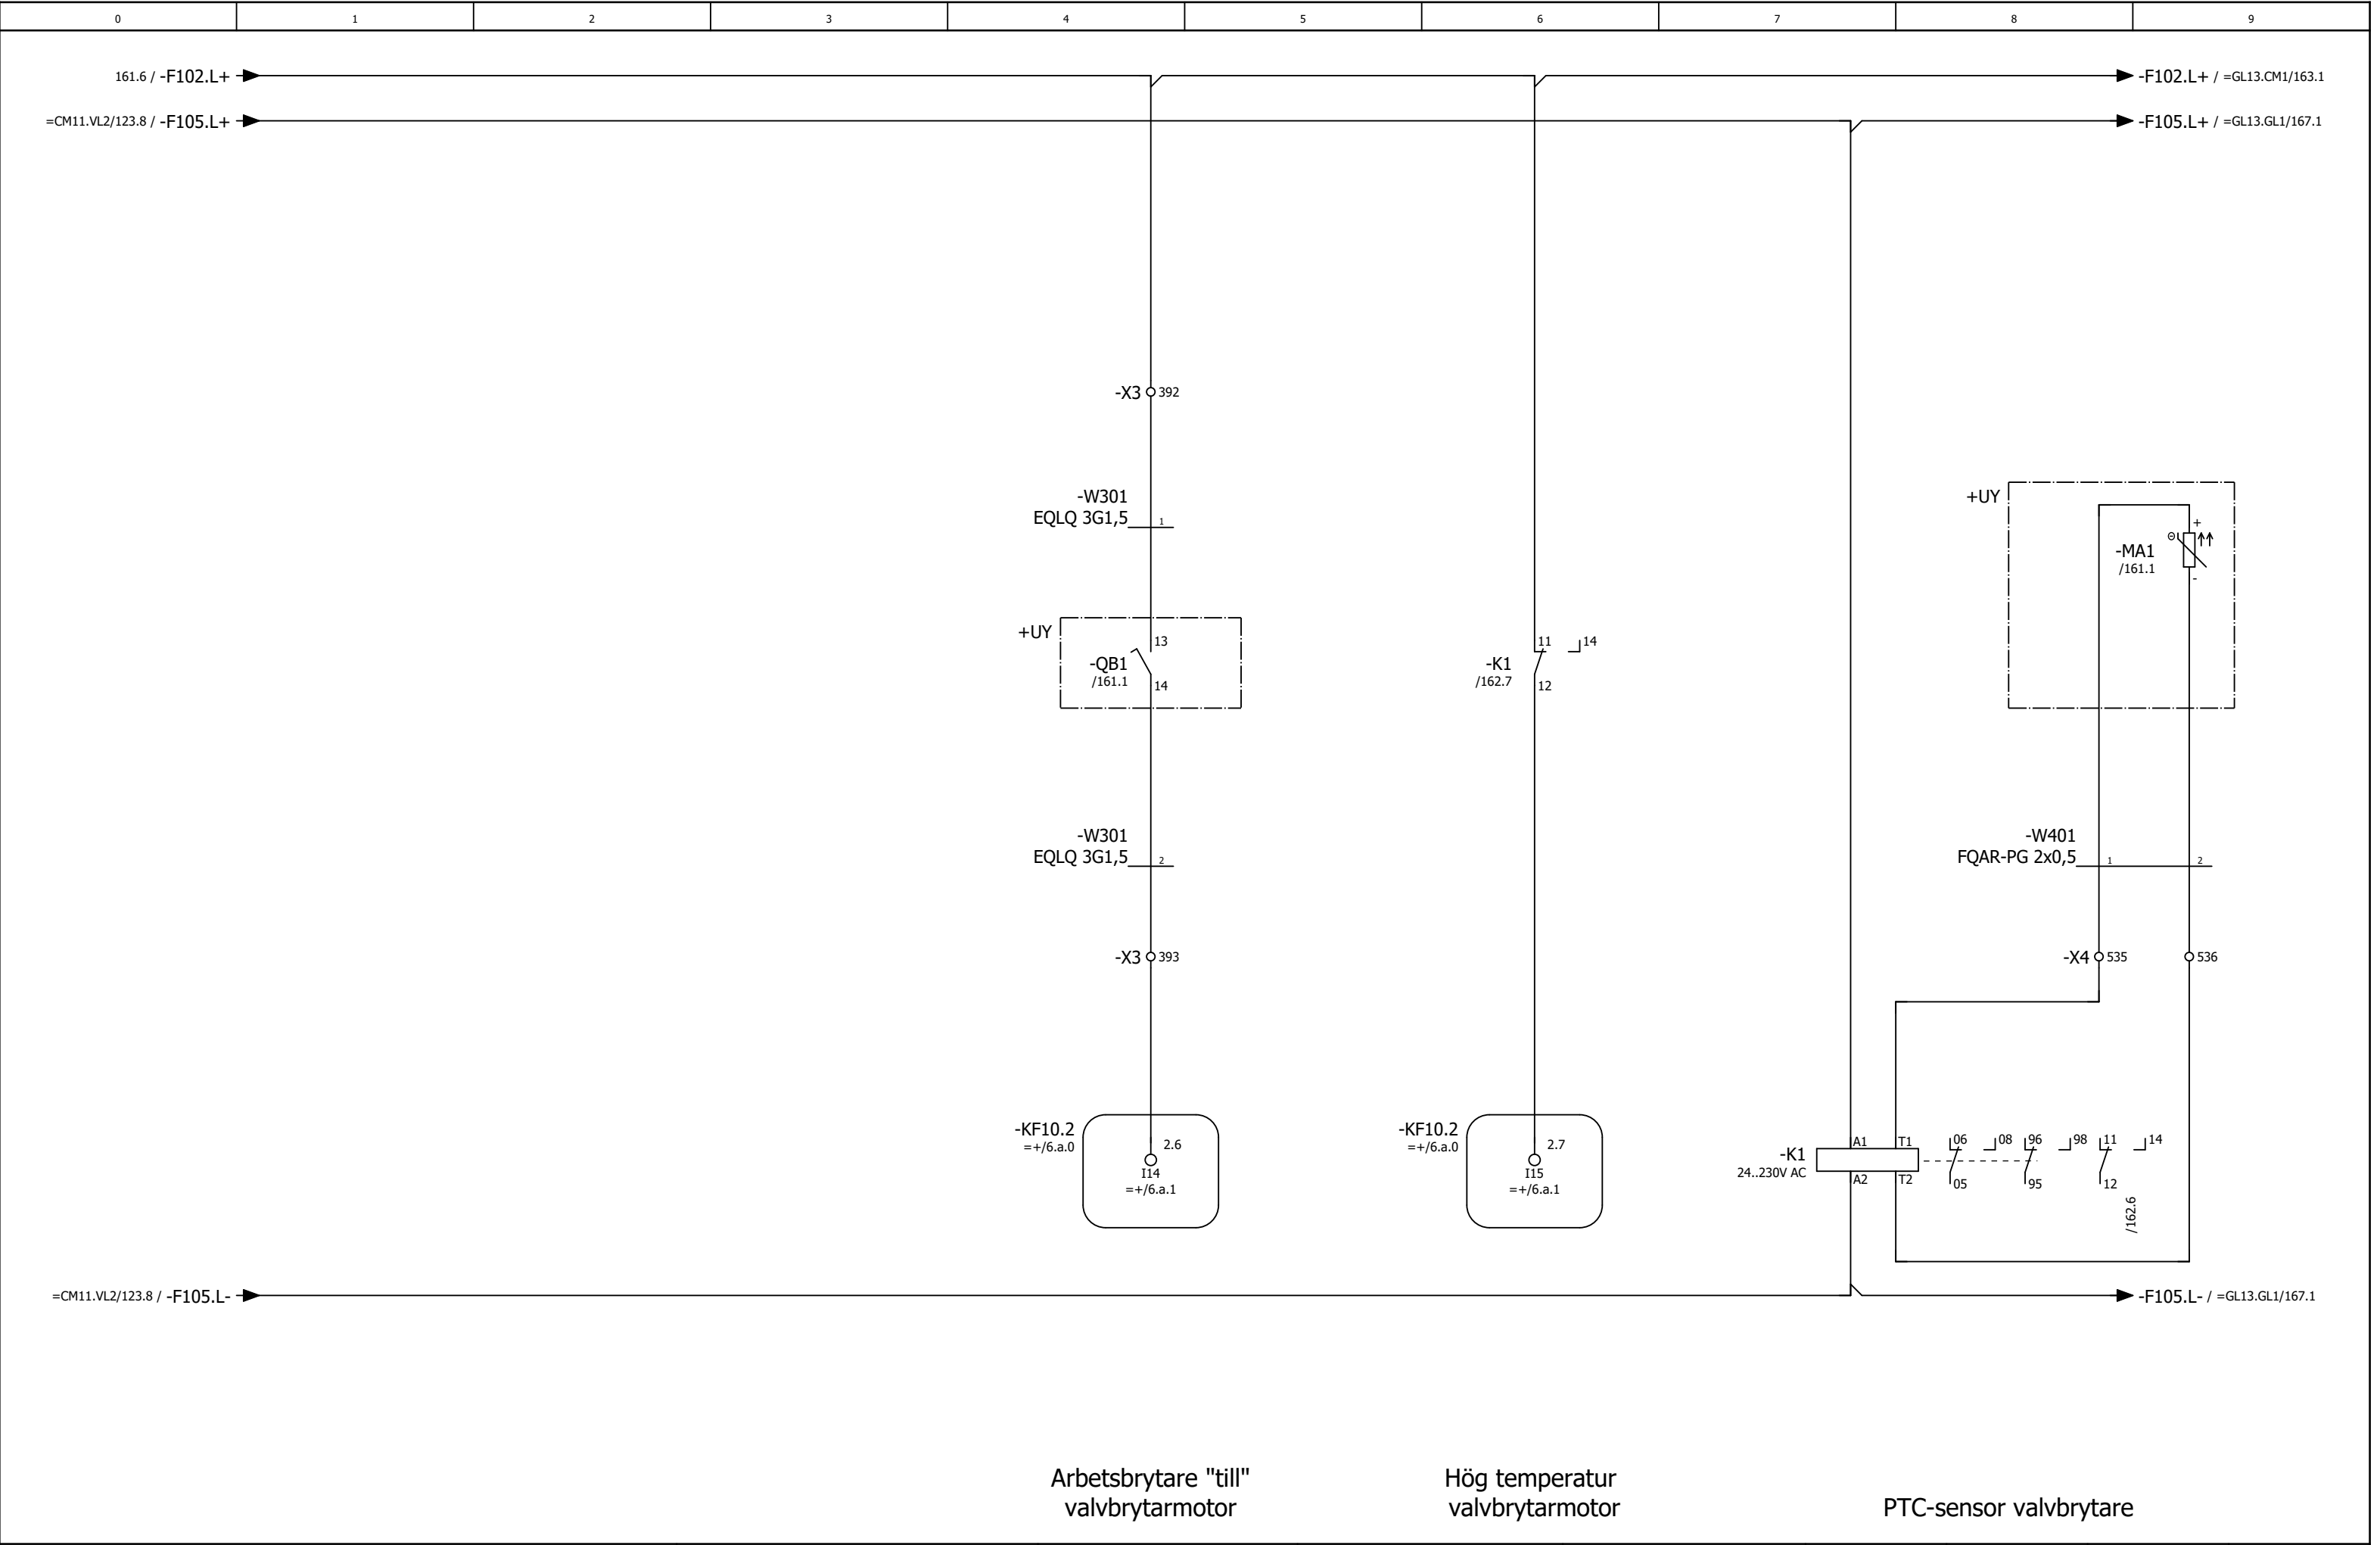 0 1 2 3 4 5 6 7 8 9
161.6 / -F102.L+
-F102.L+ / =GL13.CM1/163.1
=CM11.VL2/123.8 / -F105.L+
-F105.L+ / =GL13.GL1/167.1
-X3 392
-W301
EQLQ 3G1,5 1
+UY
-QB1
/161.1
13
14
-W301
EQLQ 3G1,5 2
-X3 393
-KF10.2
=+/6.a.0
2.6
I14
=+/6.a.1
-K1
/162.7
11 14
12
-KF10.2
=+/6.a.0
2.7
I15
=+/6.a.1
+UY
-MA1
/161.1
Θ
+
-
-W401
FQAR-PG 2x0,5 1 2
-X4 535 536
-K1
24..230V AC
A1 T1 06 08 96 98 11 14
A2 T2 05 95 12
/162.6
=CM11.VL2/123.8 / -F105.L-
-F105.L- / =GL13.GL1/167.1
Arbetsbrytare "till"
valvbrytarmotor
Hög temperatur
valvbrytarmotor
PTC-sensor valvbrytare